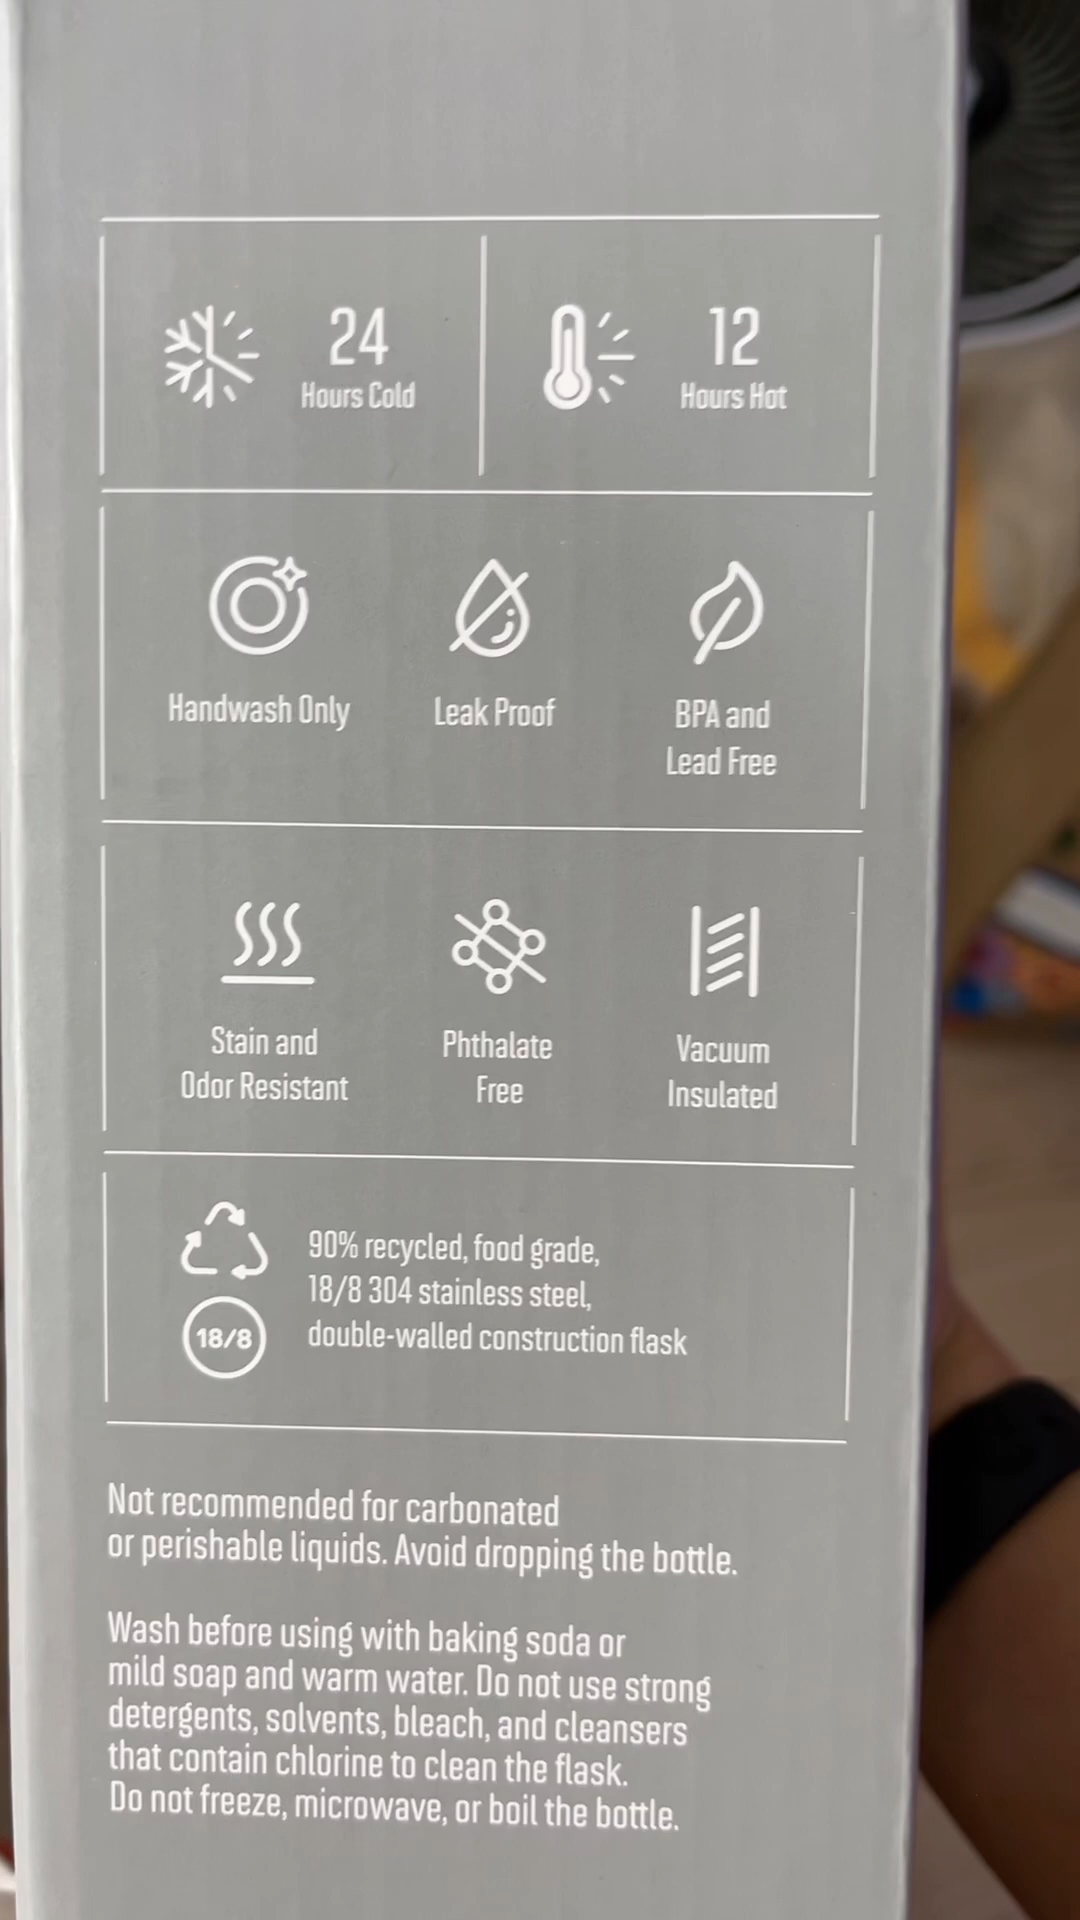 24
Hours Cold
12
Hours Hot
Handwash Only
Leak Proof
BPA and
Lead Free
Stain and
Odor Resistant
Phthalate
Free
Vacuum
Insulated
90% recycled, food grade,
18/8 304 stainless steel,
double-walled construction flask
18/8
Not recommended for carbonated
or perishable liquids. Avoid dropping the bottle.
Wash before using with baking soda or
mild soap and warm water. Do not use strong
detergents, solvents, bleach, and cleansers
that contain chlorine to clean the flask.
Do not freeze, microwave, or boil the bottle.